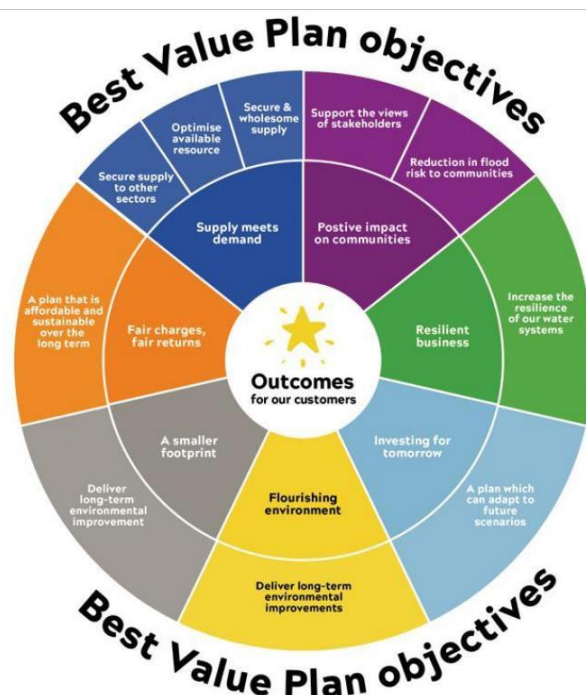 Best Value Plan objectives
Secure supply
to other
sectors
Optimise
available
resource
Secure &
wholesome
supply
Support the views
of stakeholders
Reduction in flood
risk to communities
Supply meets
demand
Postive impact
on communities
A plan that is
affordable and
sustainable
over the
long term
Fair charges,
fair returns
Outcomes
for our customers
Resilient
business
Increase the
resilience
of our water
systems
A smaller
footprint
Investing for
tomorrow
Deliver
long-term
environmental
improvement
Flourishing
environment
A plan which
can adapt to
future
scenarios
Deliver long-term
environmental
improvements
Best Value Plan objectives